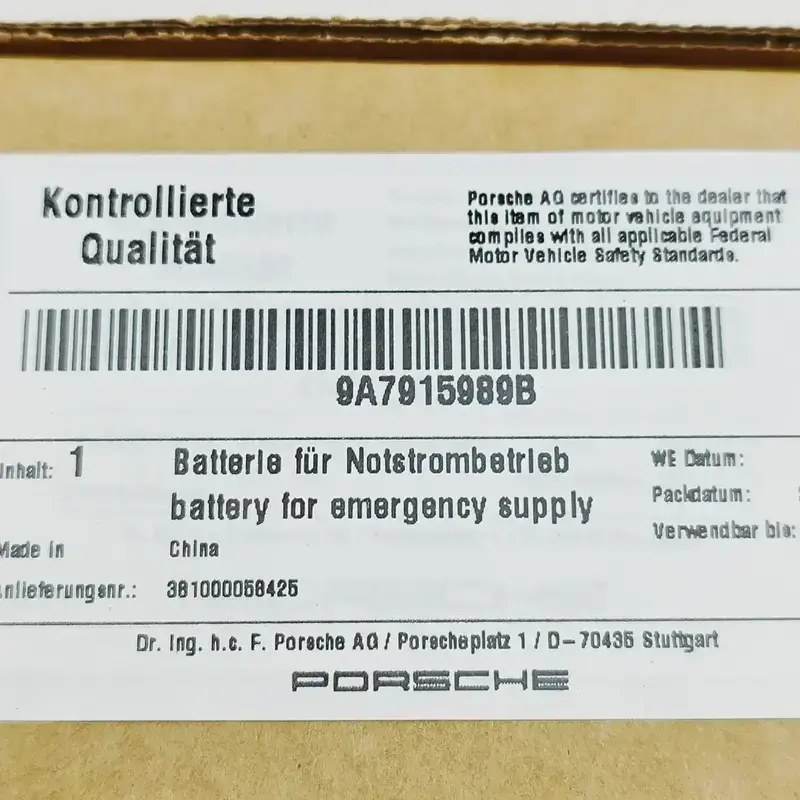 Kontrollierte
Qualität
Porsche AG certifies to the dealer that
this item of motor vehicle equipment
complies with all applicable Federal
Motor Vehicle Safety Standards.
9A7915989B
Inhalt: 1
Batterie für Notstrombetrieb
battery for emergency supply
WE Datum:
Packdatum:
Verwendbar bis:
Made in China
nlieferungsnr.: 381000058425
Dr. Ing. h.c. F. Porsche AG / Porscheplatz 1 / D-70435 Stuttgart
PORSCHE